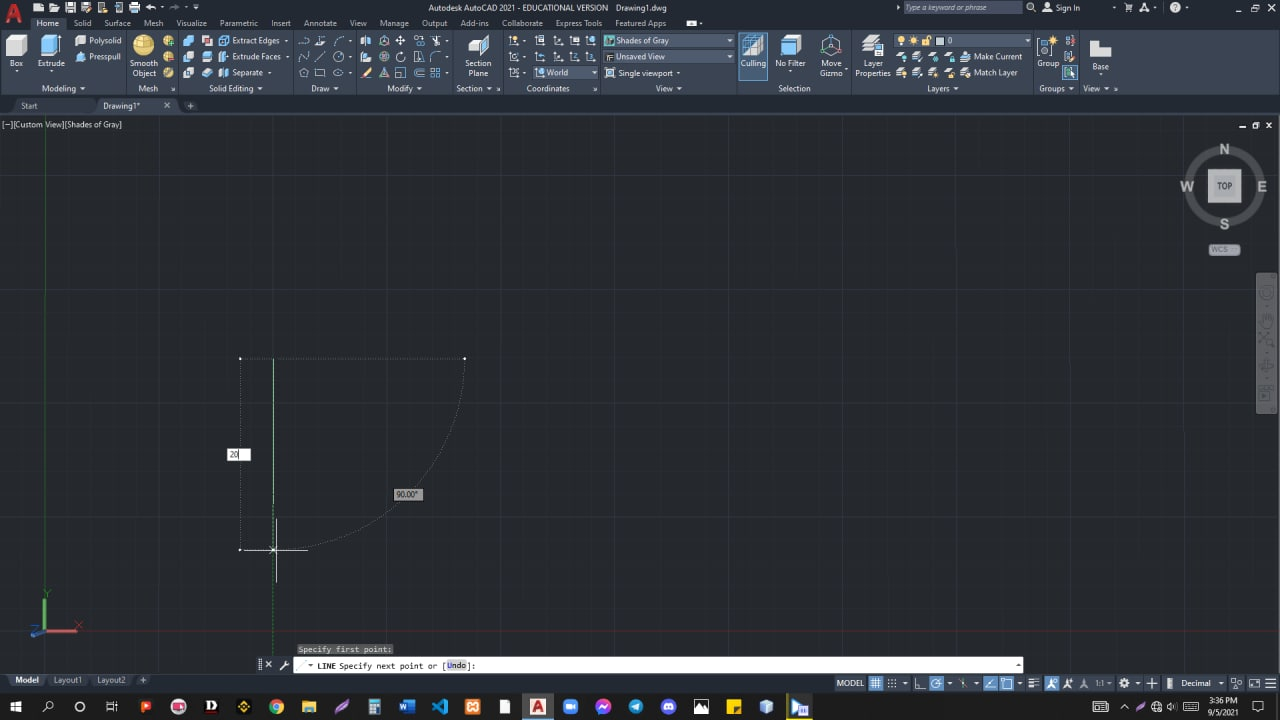 Autodesk AutoCAD 2021 - EDUCATIONAL VERSION Drawing1.dwg
Type a keyword or phrase
Sign In
Home Solid Surface Mesh Visualize Parametric Insert Annotate View Manage Output Add-ins Collaborate Express Tools Featured Apps
Box
Extrude
Polysolid
Presspull
Smooth Object
Extract Edges
Extrude Faces
Separate
Section Plane
World
Shades of Gray
Unsaved View
Single viewport
Culling
No Filter
Move Gizmo
Layer Properties
0
Make Current
Match Layer
Group
Base
Modeling Mesh Solid Editing Draw Modify Section Coordinates View Selection Layers Groups View
Start Drawing1*
[−][Custom View][Shades of Gray]
N
W TOP E
S
WCS
20
90.00°
Y
X
Z
Specify first point:
LINE Specify next point or [Undo]:
Model Layout1 Layout2
MODEL
1:1
Decimal
3:36 PM
9/5/2021